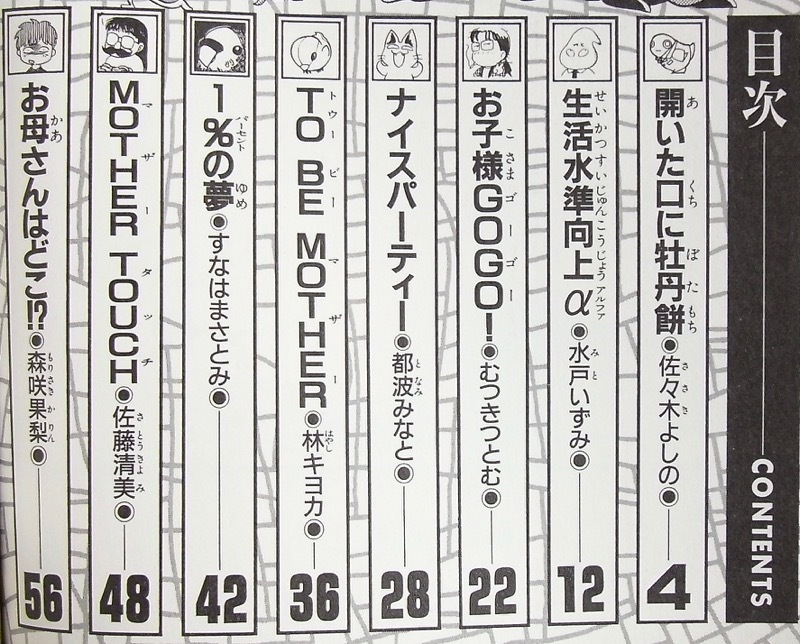 目次
CONTENTS
開いた口に牡丹餅●佐々木よしの● 4
生活水準向上α●水戸いずみ● 12
お子様GOGO!●むつきつとむ● 22
ナイスパーティー●都波みなと● 28
TO BE MOTHER●林キヨカ● 36
1%の夢●すなはまさとみ● 42
MOTHER TOUCH●佐藤清美● 48
お母さんはどこ!?●森咲果梨● 56